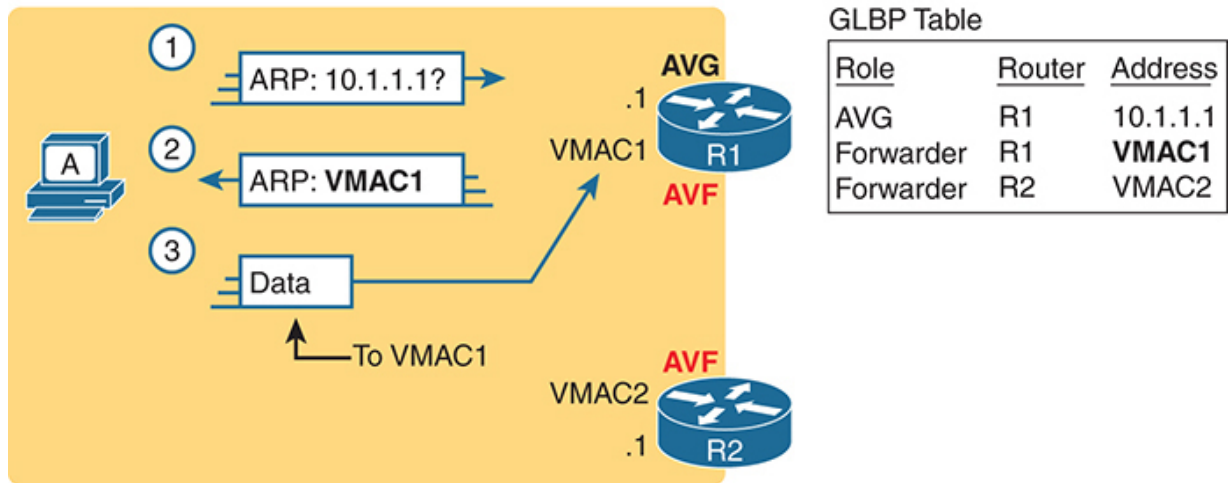 1
ARP: 10.1.1.1?
AVG
.1
VMAC1
R1
AVF
2
A
ARP: VMAC1
3
Data
To VMAC1
AVF
VMAC2
.1
R2
GLBP Table
Role Router Address
AVG R1 10.1.1.1
Forwarder R1 VMAC1
Forwarder R2 VMAC2